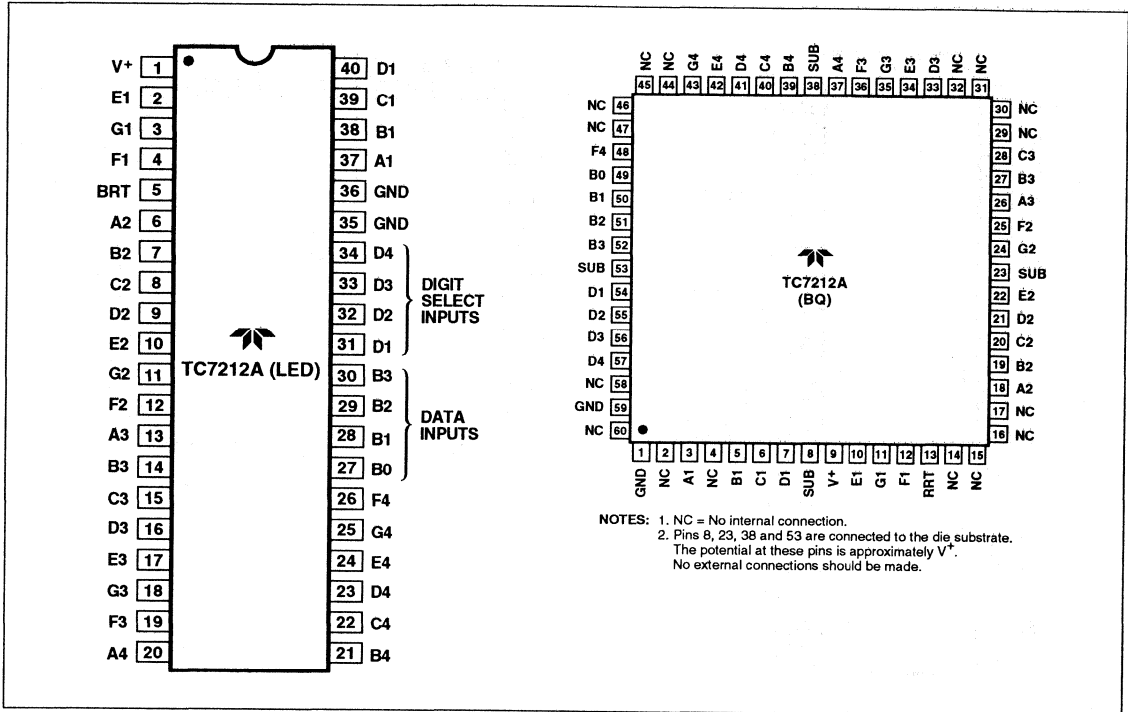 V+ 1
E1 2
G1 3
F1 4
BRT 5
A2 6
B2 7
C2 8
D2 9
E2 10
G2 11
F2 12
A3 13
B3 14
C3 15
D3 16
E3 17
G3 18
F3 19
A4 20
TC7212A (LED)
40 D1
39 C1
38 B1
37 A1
36 GND
35 GND
34 D4
33 D3
32 D2
31 D1
DIGIT
SELECT
INPUTS
30 B3
29 B2
28 B1
27 B0
DATA
INPUTS
26 F4
25 G4
24 E4
23 D4
22 C4
21 B4
NC NC G4 E4 D4 C4 B4 SUB A4 F3 G3 E3 D3 NC NC
45 44 43 42 41 40 39 38 37 36 35 34 33 32 31
NC 46
NC 47
F4 48
B0 49
B1 50
B2 51
B3 52
SUB 53
D1 54
D2 55
D3 56
D4 57
NC 58
GND 59
NC 60
TC7212A
(BQ)
30 NC
29 NC
28 C3
27 B3
26 A3
25 F2
24 G2
23 SUB
22 E2
21 D2
20 C2
19 B2
18 A2
17 NC
16 NC
1 2 3 4 5 6 7 8 9 10 11 12 13 14 15
GND NC A1 NC B1 C1 D1 SUB V+ E1 G1 F1 RRT NC NC
NOTES: 1. NC = No internal connection.
2. Pins 8, 23, 38 and 53 are connected to the die substrate.
The potential at these pins is approximately V+.
No external connections should be made.